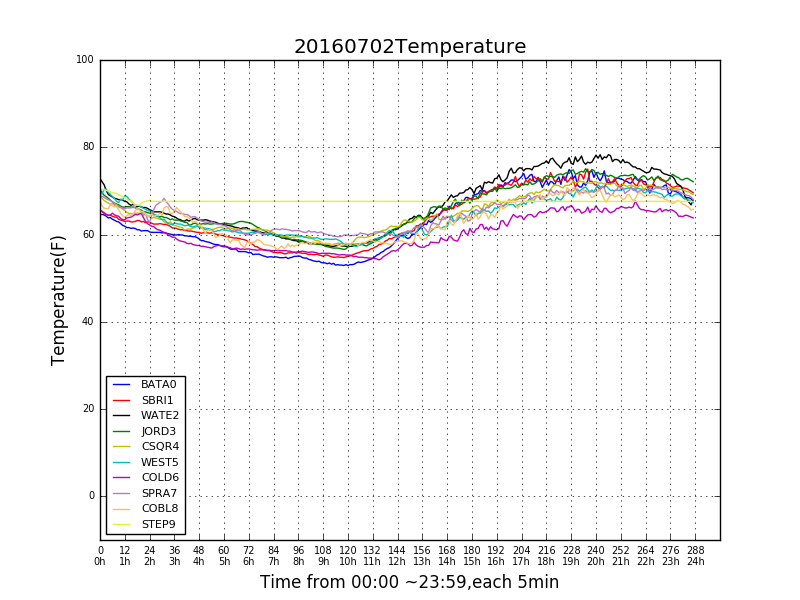 20160702Temperature
100
80
60
40
20
0
Temperature(F)
BATA0
SBRI1
WATE2
JORD3
CSQR4
WEST5
COLD6
SPRA7
COBL8
STEP9
0 12 24 36 48 60 72 84 96 108 120 132 144 156 168 180 192 204 216 228 240 252 264 276 288
0h 1h 2h 3h 4h 5h 6h 7h 8h 9h 10h 11h 12h 13h 14h 15h 16h 17h 18h 19h 20h 21h 22h 23h 24h
Time from 00:00 ~23:59,each 5min